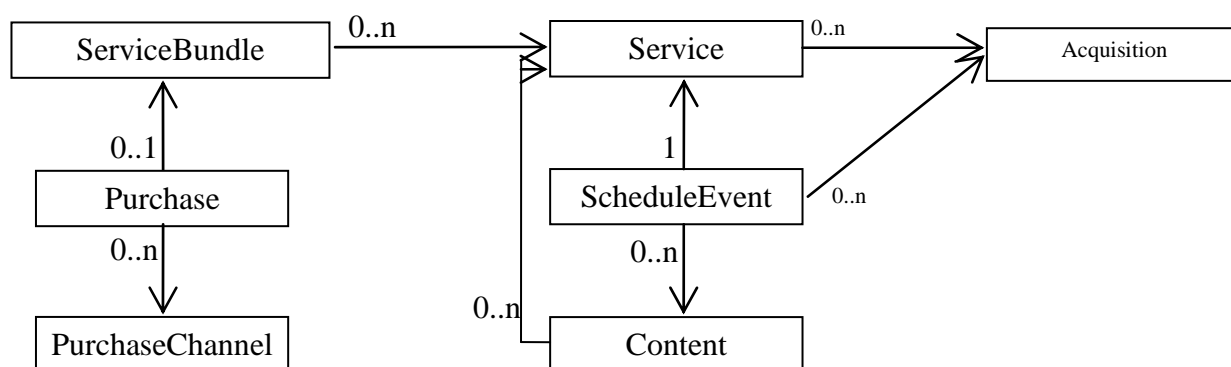 0..n
0..n
ServiceBundle
Service
Acquisition
0..1
1
Purchase
ScheduleEvent
0..n
0..n
0..n
0..n
PurchaseChannel
Content